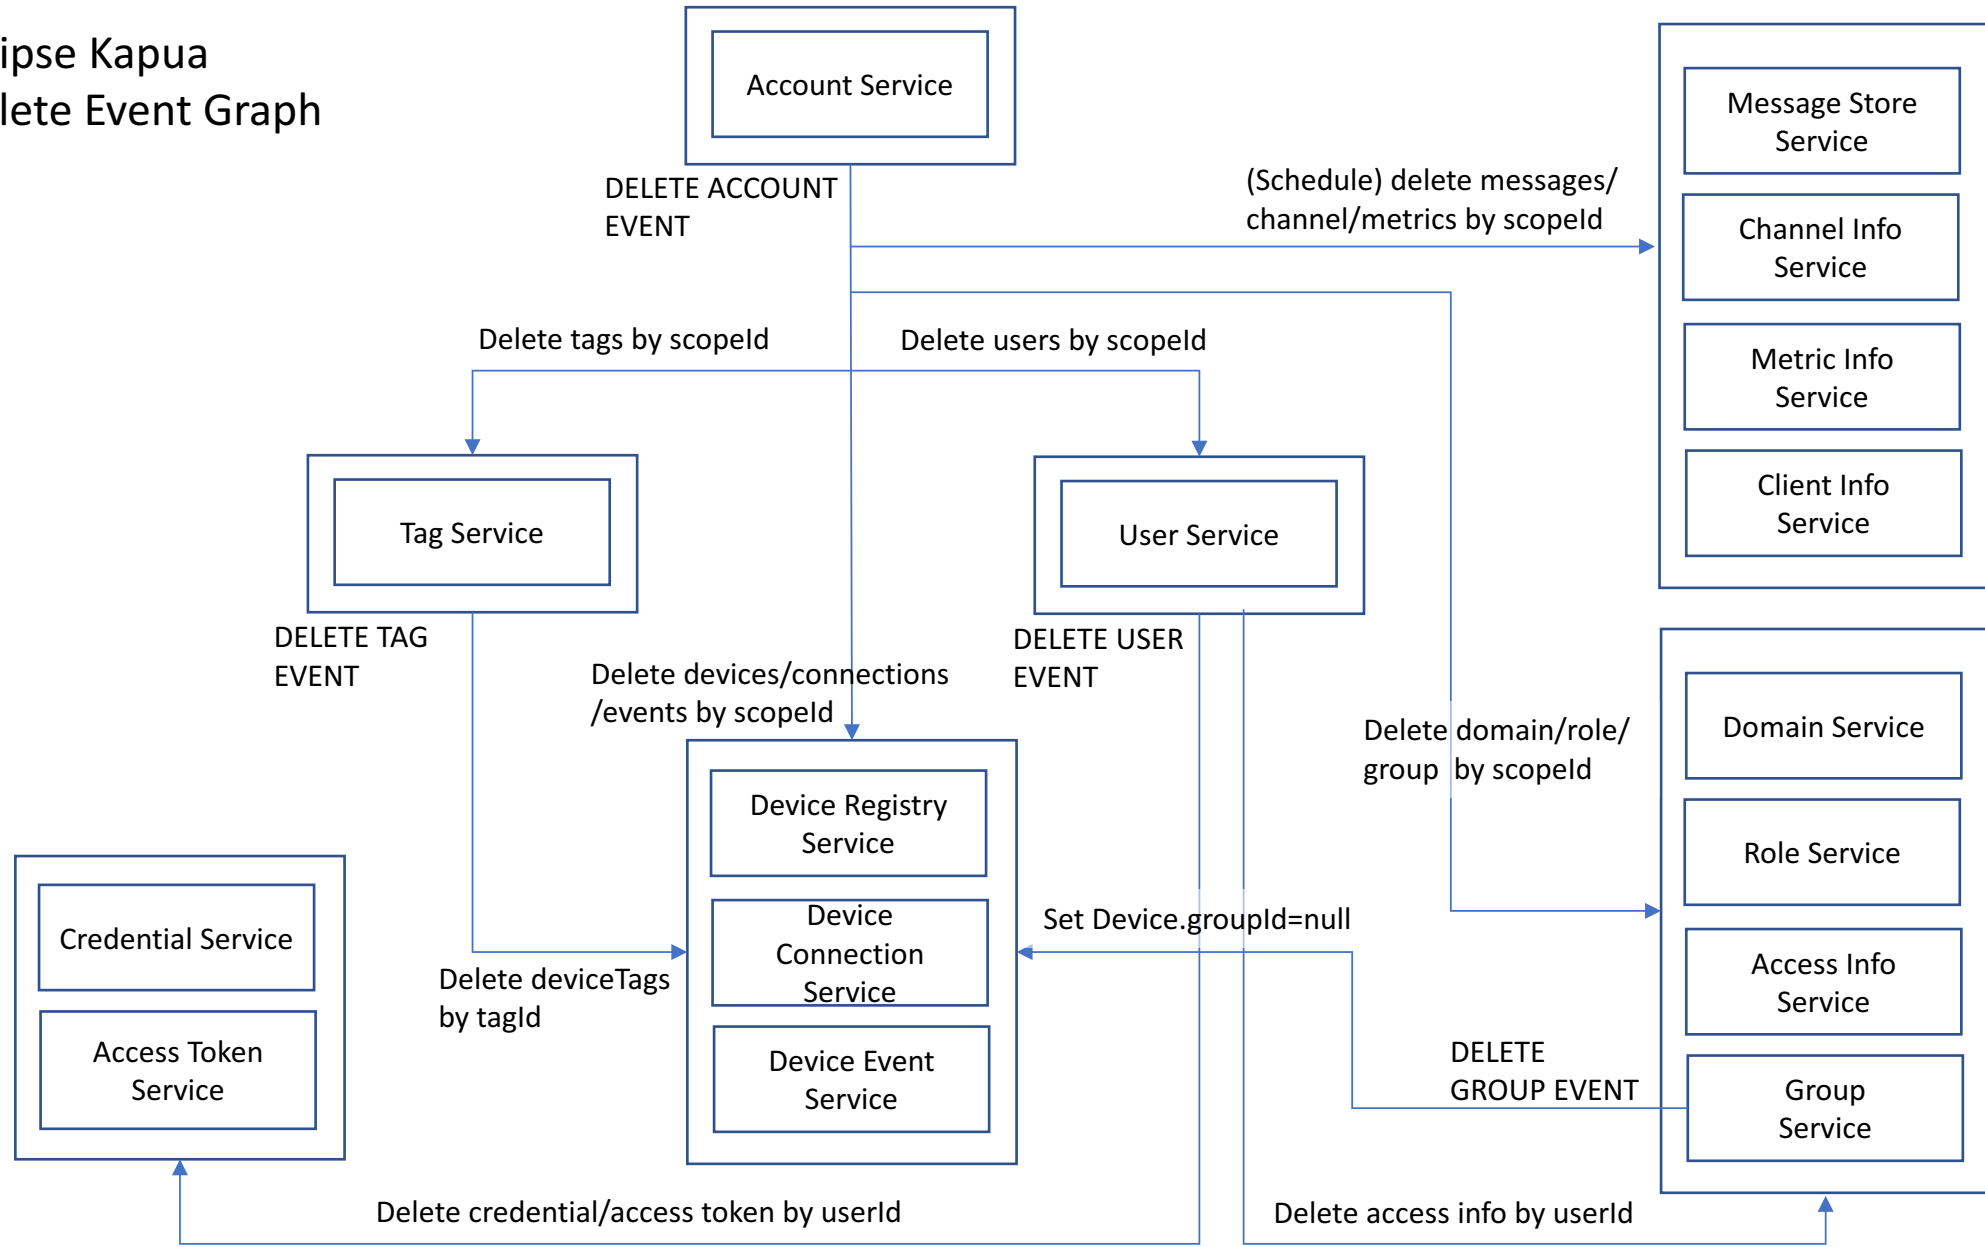 ipse Kapua
lete Event Graph
Account Service
DELETE ACCOUNT
EVENT
(Schedule) delete messages/
channel/metrics by scopeId
Message Store
Service
Channel Info
Service
Metric Info
Service
Client Info
Service
Delete tags by scopeId
Delete users by scopeId
Tag Service
User Service
DELETE TAG
EVENT
DELETE USER
EVENT
Delete devices/connections
/events by scopeId
Delete domain/role/
group  by scopeId
Domain Service
Role Service
Access Info
Service
Group
Service
Device Registry
Service
Device
Connection
Service
Device Event
Service
Set Device.groupId=null
Credential Service
Access Token
Service
Delete deviceTags
by tagId
DELETE
GROUP EVENT
Delete credential/access token by userId
Delete access info by userId